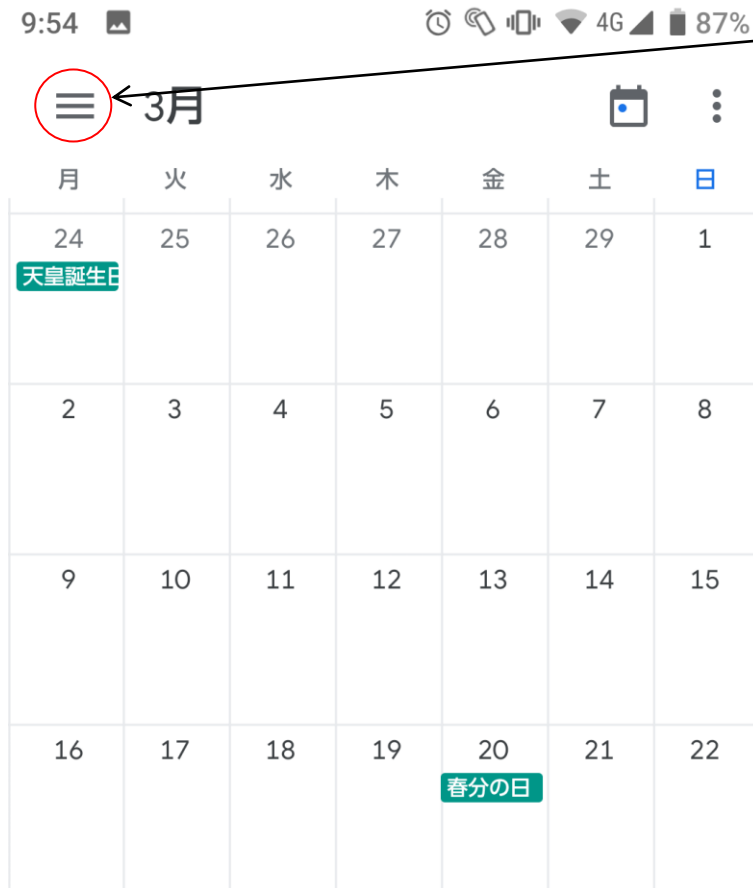 9:54 4G 87%
3月
月 火 水 木 金 土 日
24 25 26 27 28 29 1
天皇誕生日
2 3 4 5 6 7 8
9 10 11 12 13 14 15
16 17 18 19 20 21 22
春分の日